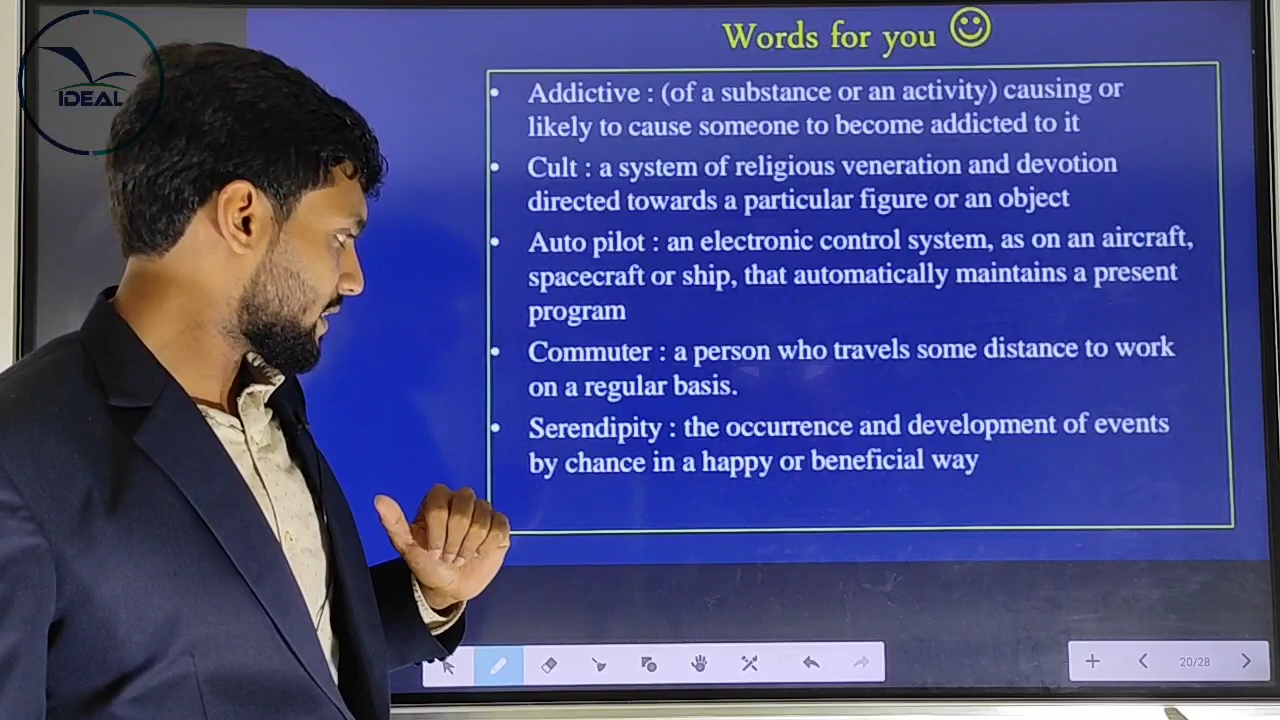 IDEAL
Words for you
• Addictive : (of a substance or an activity) causing or
likely to cause someone to become addicted to it
• Cult : a system of religious veneration and devotion
directed towards a particular figure or an object
• Auto pilot : an electronic control system, as on an aircraft,
spacecraft or ship, that automatically maintains a present
program
• Commuter : a person who travels some distance to work
on a regular basis.
• Serendipity : the occurrence and development of events
by chance in a happy or beneficial way
20/28